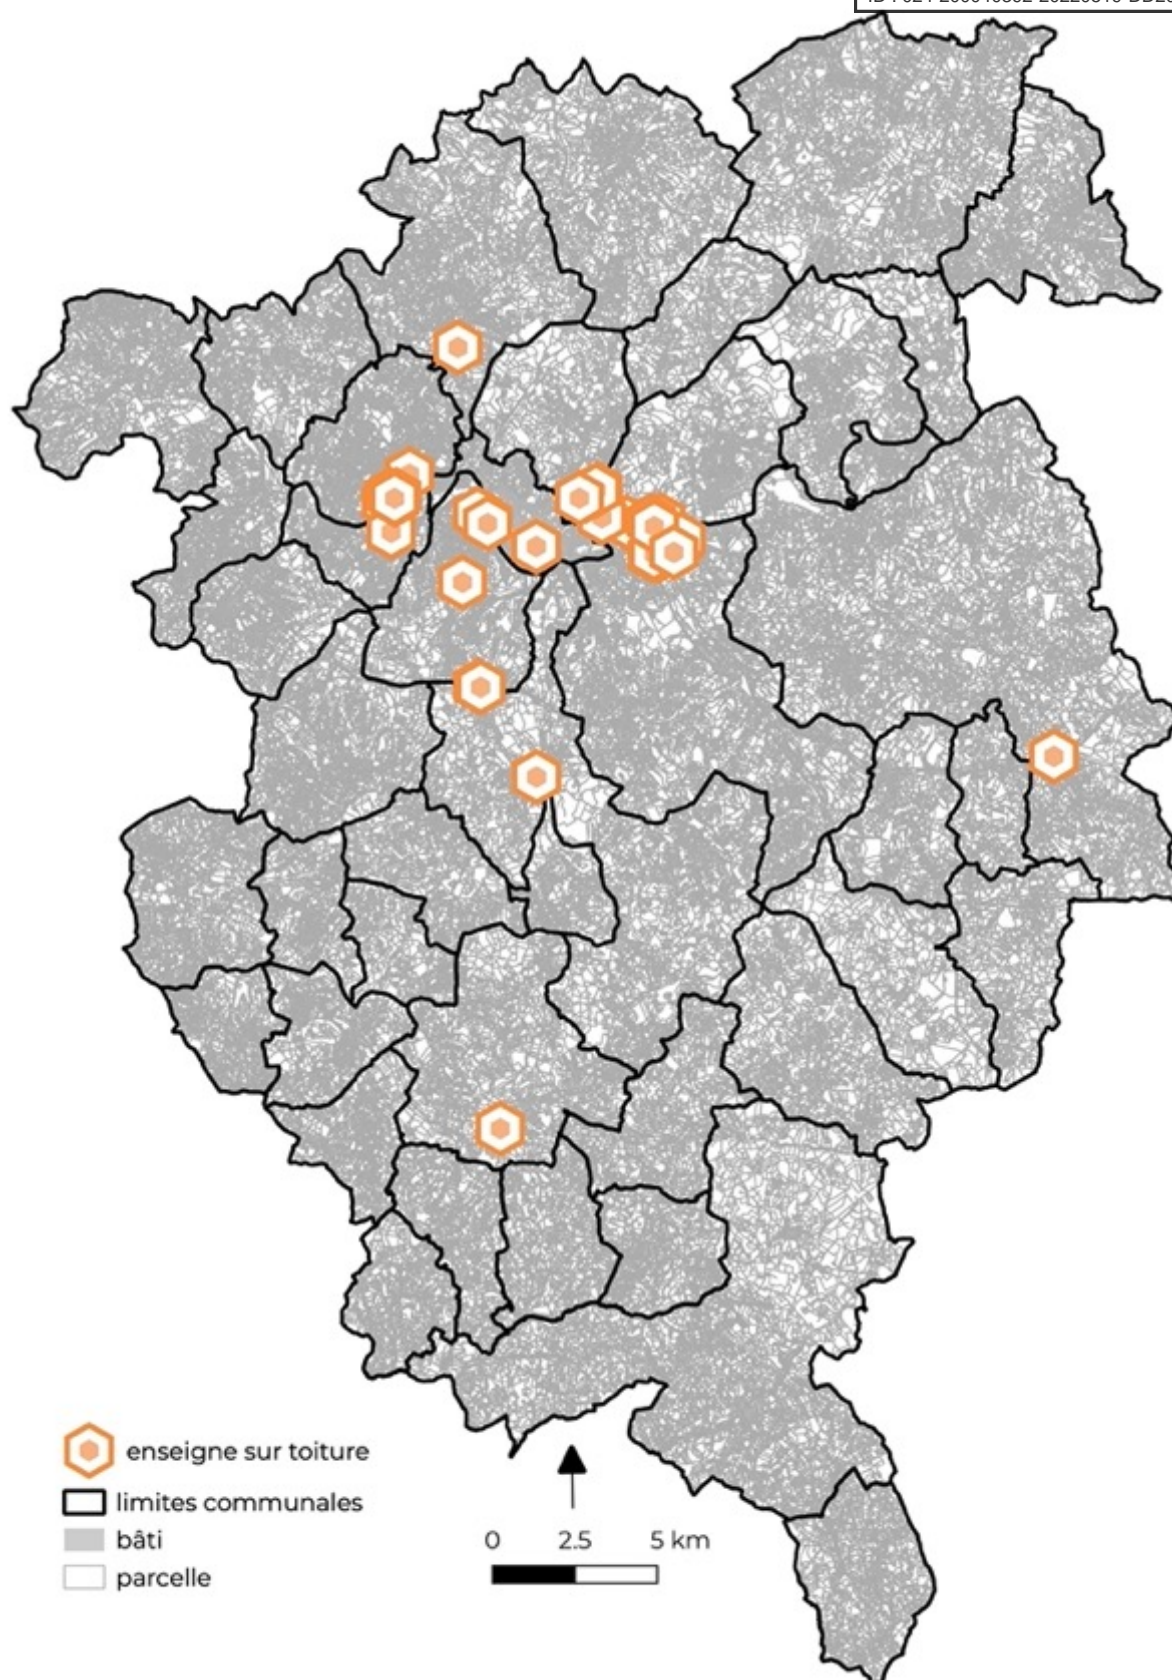 enseigne sur toiture
limites communales
bâti
parcelle
0 2.5 5 km